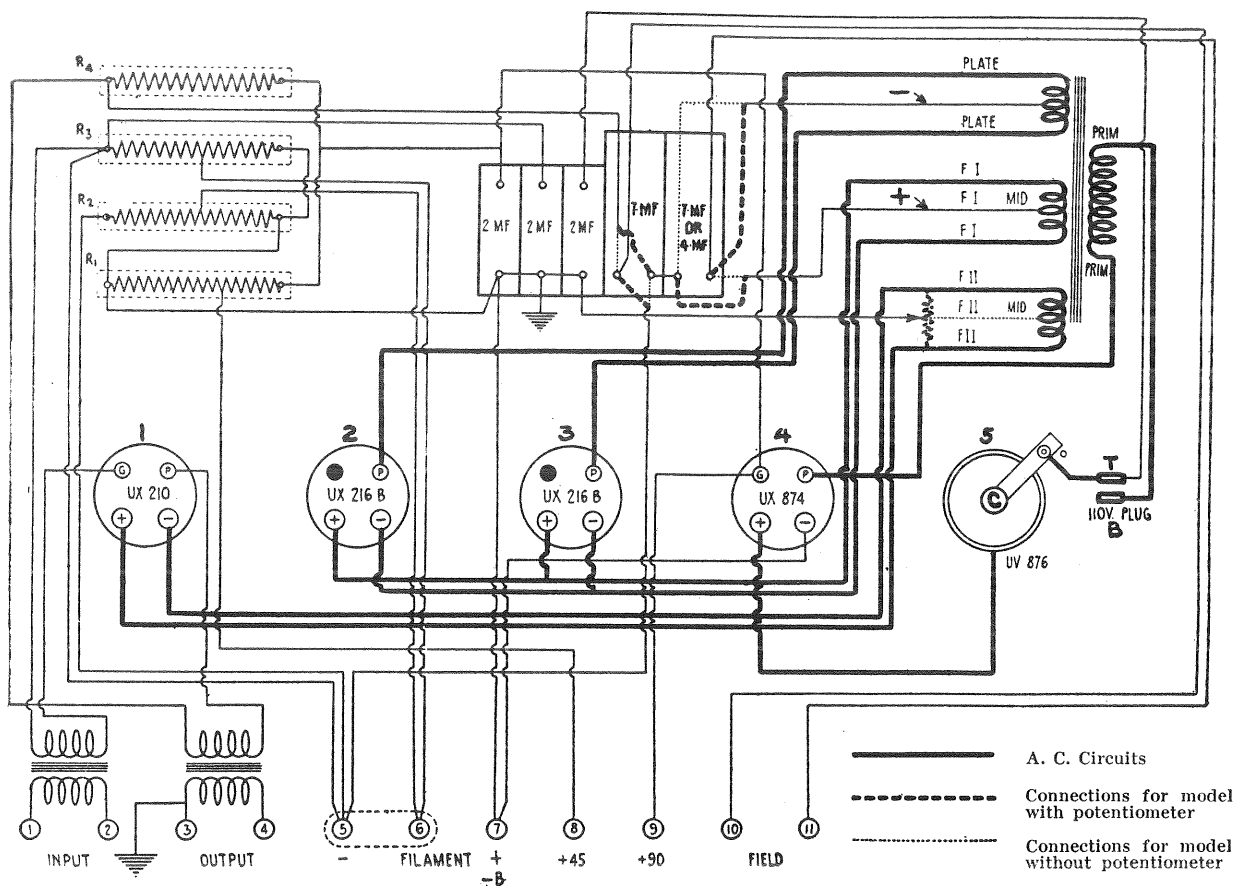 R4
PLATE
−
R3
PLATE
PRIM
F I
7-MF
7-MF
OR
4-MF
+
F I MID
R2
2 MF
2 MF
2 MF
F I
R1
PRIM
F II
F II MID
FII
1
2
3
4
5
G
P
P
P
G
P
T
UX 210
UX 216 B
UX 216 B
UX 874
C
110V. PLUG
B
+
−
+
−
+
−
+
−
UV 876
A. C. Circuits
Connections for model
with potentiometer
Connections for model
without potentiometer
1
2
3
4
5
6
7
8
9
10
11
INPUT
OUTPUT
−
FILAMENT
+
+45
+90
FIELD
−B